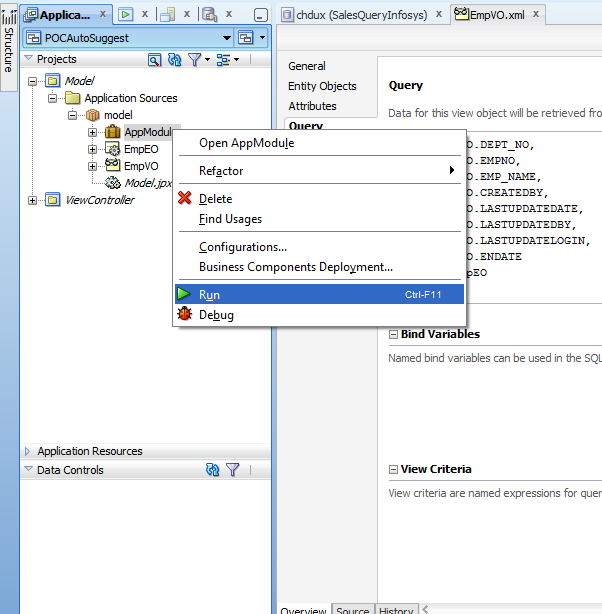 Structure
Applica...
chdux (SalesQueryInfosys)
EmpVO.xml
POCAutoSuggest
Projects
Model
Application Sources
model
AppModule
EmpEO
EmpVO
Model.jpx
ViewController
Open AppModule
Refactor
Delete
Find Usages
Configurations...
Business Components Deployment...
Run Ctrl-F11
Debug
General
Entity Objects
Attributes
Query
Query
Data for this view object will be retrieved from
O.DEPT_NO,
O.EMPNO,
O.EMP_NAME,
O.CREATEDBY,
O.LASTUPDATEDATE,
O.LASTUPDATEDBY,
O.LASTUPDATELOGIN,
O.ENDATE
pEO
Bind Variables
Named bind variables can be used in the SQL
View Criteria
View criteria are named expressions for quer
Application Resources
Data Controls
Overview Source History